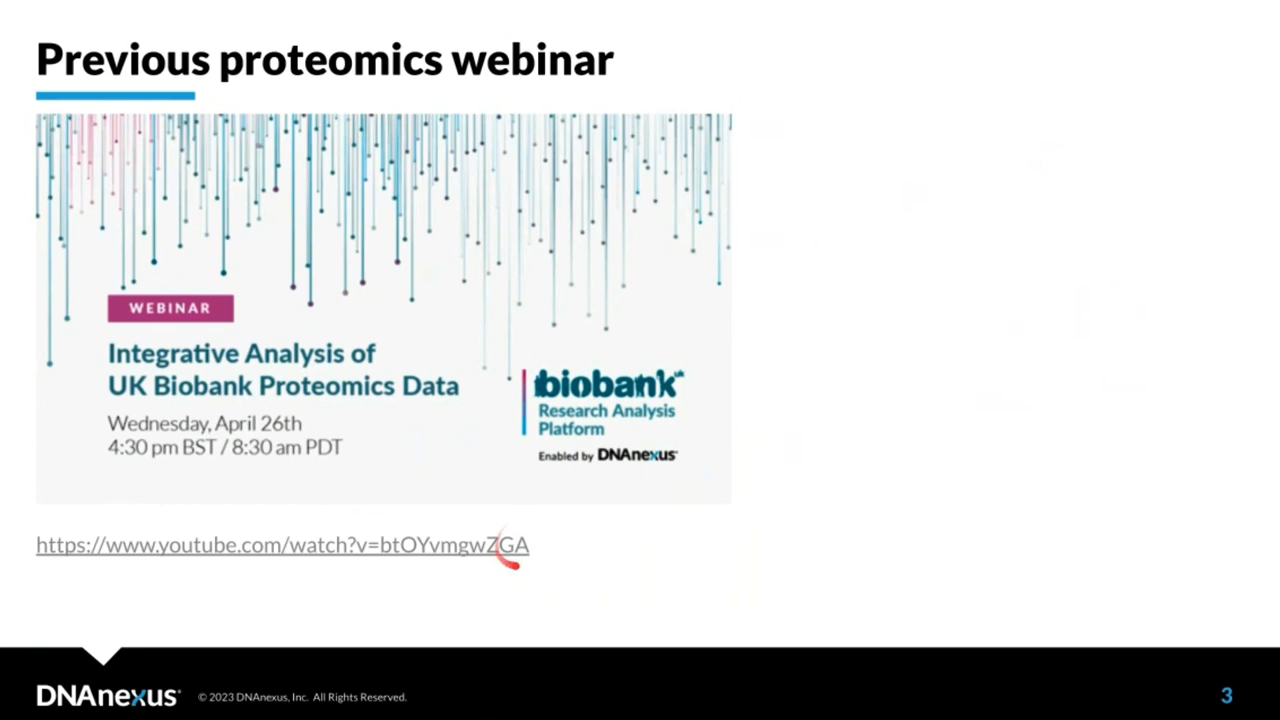 Previous proteomics webinar
WEBINAR
Integrative Analysis of
UK Biobank Proteomics Data
Wednesday, April 26th
4:30 pm BST / 8:30 am PDT
biobank uk
Research Analysis
Platform
Enabled by DNAnexus
https://www.youtube.com/watch?v=btOYvmgwZGA
DNAnexus © 2023 DNAnexus, Inc. All Rights Reserved. 3